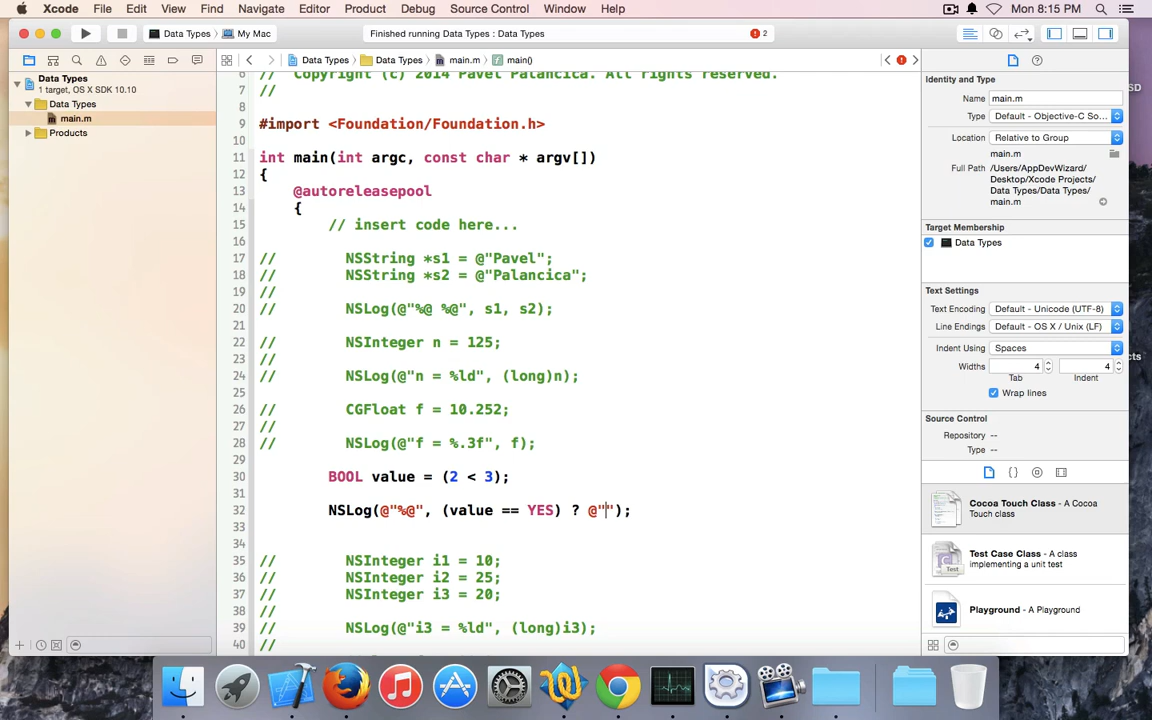 Xcode File Edit View Find Navigate Editor Product Debug Source Control Window Help Mon 8:15 PM
Data Types My Mac Finished running Data Types : Data Types 2
Data Types Data Types main.m main()
Data Types
1 target, OS X SDK 10.10
Data Types
main.m
Products
6 // Copyright (c) 2014 Pavel Palancica. All rights reserved.
7 //
8
9 #import <Foundation/Foundation.h>
10
11 int main(int argc, const char * argv[])
12 {
13 @autoreleasepool
14 {
15 // insert code here...
16
17 // NSString *s1 = @"Pavel";
18 // NSString *s2 = @"Palancica";
19 //
20 // NSLog(@"%@ %@", s1, s2);
21
22 // NSInteger n = 125;
23 //
24 // NSLog(@"n = %ld", (long)n);
25
26 // CGFloat f = 10.252;
27 //
28 // NSLog(@"f = %.3f", f);
29
30 BOOL value = (2 < 3);
31
32 NSLog(@"%@", (value == YES) ? @"");
33
34
35 // NSInteger i1 = 10;
36 // NSInteger i2 = 25;
37 // NSInteger i3 = 20;
38 //
39 // NSLog(@"i3 = %ld", (long)i3);
40 //
Identity and Type
Name main.m
Type Default - Objective-C So...
Location Relative to Group
main.m
Full Path /Users/AppDevWizard/
Desktop/Xcode Projects/
Data Types/Data Types/
main.m
Target Membership
Data Types
Text Settings
Text Encoding Default - Unicode (UTF-8)
Line Endings Default - OS X / Unix (LF)
Indent Using Spaces
Widths 4 4
Tab Indent
Wrap lines
Source Control
Repository --
Type --
Cocoa Touch Class - A Cocoa
Touch class
Test Case Class - A class
implementing a unit test
Playground - A Playground
SD
cts